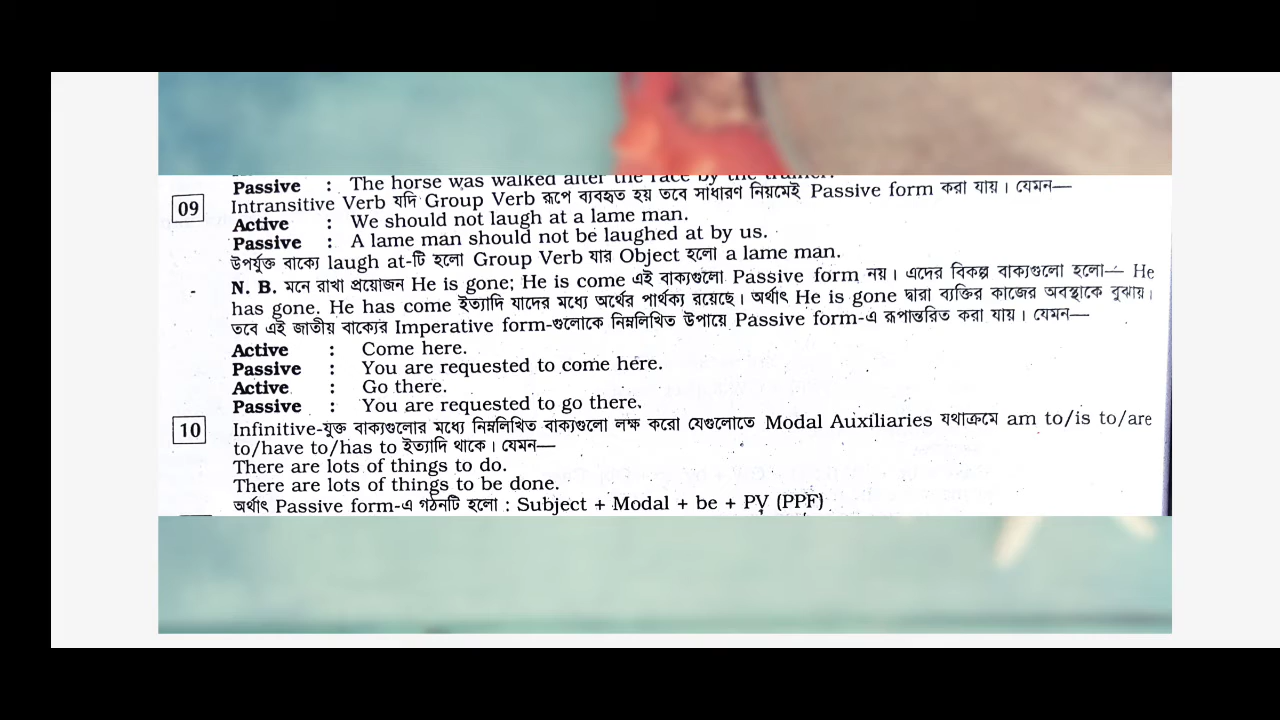 Passive : The horse was walked after the race by the trainer.
09 Intransitive Verb যদি Group Verb রূপে ব্যবহৃত হয় তবে সাধারণ নিয়মেই Passive form করা যায়। যেমন—
Active : We should not laugh at a lame man.
Passive : A lame man should not be laughed at by us.
উপর্যুক্ত বাক্যে laugh at-টি হলো Group Verb যার Object হলো a lame man.
N. B. মনে রাখা প্রয়োজন He is gone; He is come এই বাক্যগুলো Passive form নয়। এদের বিকল্প বাক্যগুলো হলো— He
has gone. He has come ইত্যাদি যাদের মধ্যে অর্থের পার্থক্য রয়েছে। অর্থাৎ He is gone দ্বারা ব্যক্তির কাজের অবস্থাকে বুঝায়।
তবে এই জাতীয় বাক্যের Imperative form-গুলোকে নিম্নলিখিত উপায়ে Passive form-এ রূপান্তরিত করা যায়। যেমন—
Active : Come here.
Passive : You are requested to come here.
Active : Go there.
Passive : You are requested to go there.
10 Infinitive-যুক্ত বাক্যগুলোর মধ্যে নিম্নলিখিত বাক্যগুলো লক্ষ করো যেগুলোতে Modal Auxiliaries যথাক্রমে am to/is to/are
to/have to/has to ইত্যাদি থাকে। যেমন—
There are lots of things to do.
There are lots of things to be done.
অর্থাৎ Passive form-এ গঠনটি হলো : Subject + Modal + be + PV (PPF)